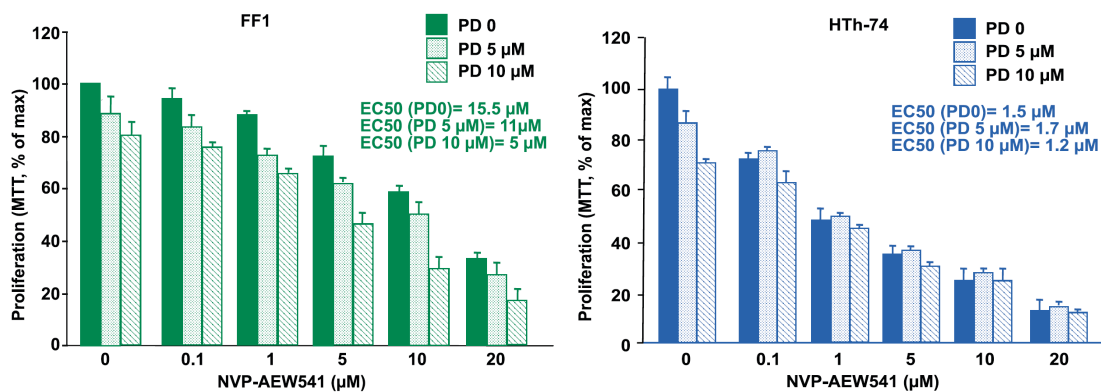 FF1
PD 0
PD 5 µM
PD 10 µM
EC50 (PD0)= 15.5 µM
EC50 (PD 5 µM)= 11µM
EC50 (PD 10 µM)= 5 µM
Proliferation (MTT, % of max)
120
100
80
60
40
20
0
0 0.1 1 5 10 20
NVP-AEW541 (µM)
HTh-74
PD 0
PD 5 µM
PD 10 µM
EC50 (PD0)= 1.5 µM
EC50 (PD 5 µM)= 1.7 µM
EC50 (PD 10 µM)= 1.2 µM
Proliferation (MTT, % of max)
120
100
80
60
40
20
0
0 0.1 1 5 10 20
NVP-AEW541 (µM)